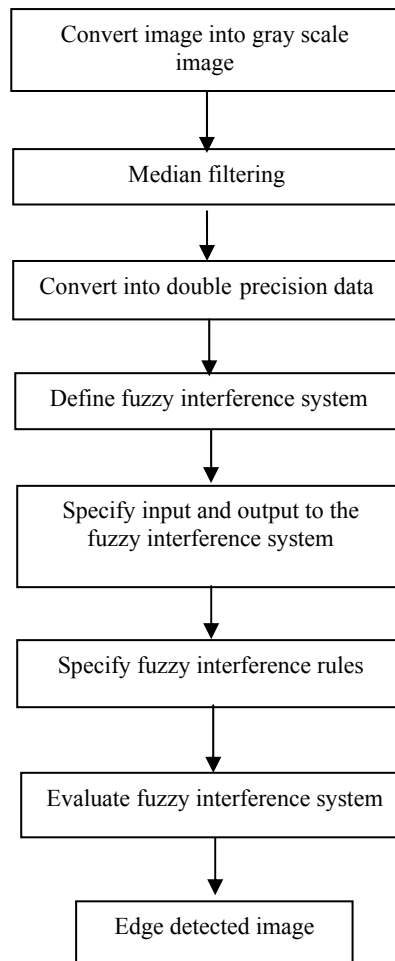 Convert image into gray scale
image
Median filtering
Convert into double precision data
Define fuzzy interference system
Specify input and output to the
fuzzy interference system
Specify fuzzy interference rules
Evaluate fuzzy interference system
Edge detected image